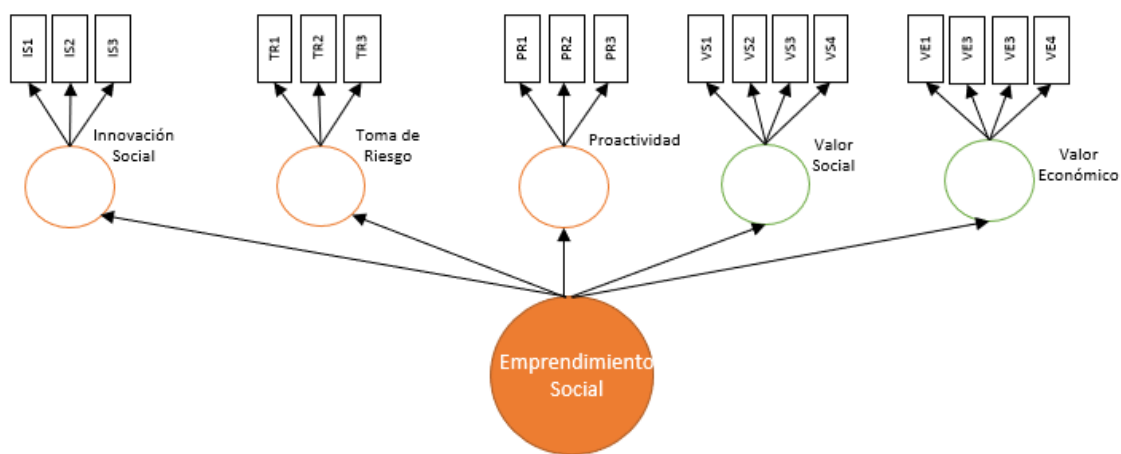 IS1
IS2
IS3
TR1
TR2
TR3
PR1
PR2
PR3
VS1
VS2
VS3
VS4
VE1
VE3
VE3
VE4
Innovación
Social
Toma de
Riesgo
Proactividad
Valor
Social
Valor
Económico
Emprendimiento
Social